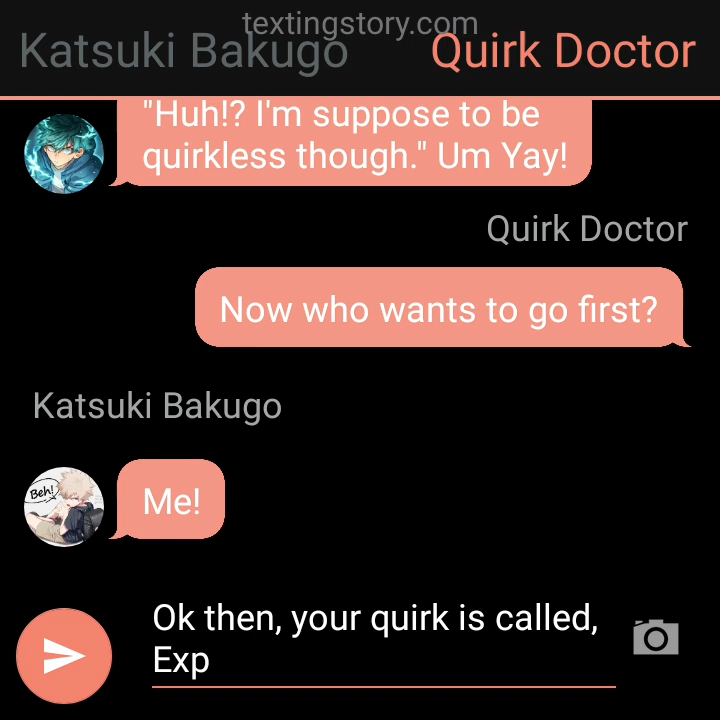 textingstory.com
Katsuki Bakugo
Quirk Doctor
"Huh!? I'm suppose to be
quirkless though." Um Yay!
Quirk Doctor
Now who wants to go first?
Katsuki Bakugo
Beh!
Me!
Ok then, your quirk is called,
Exp